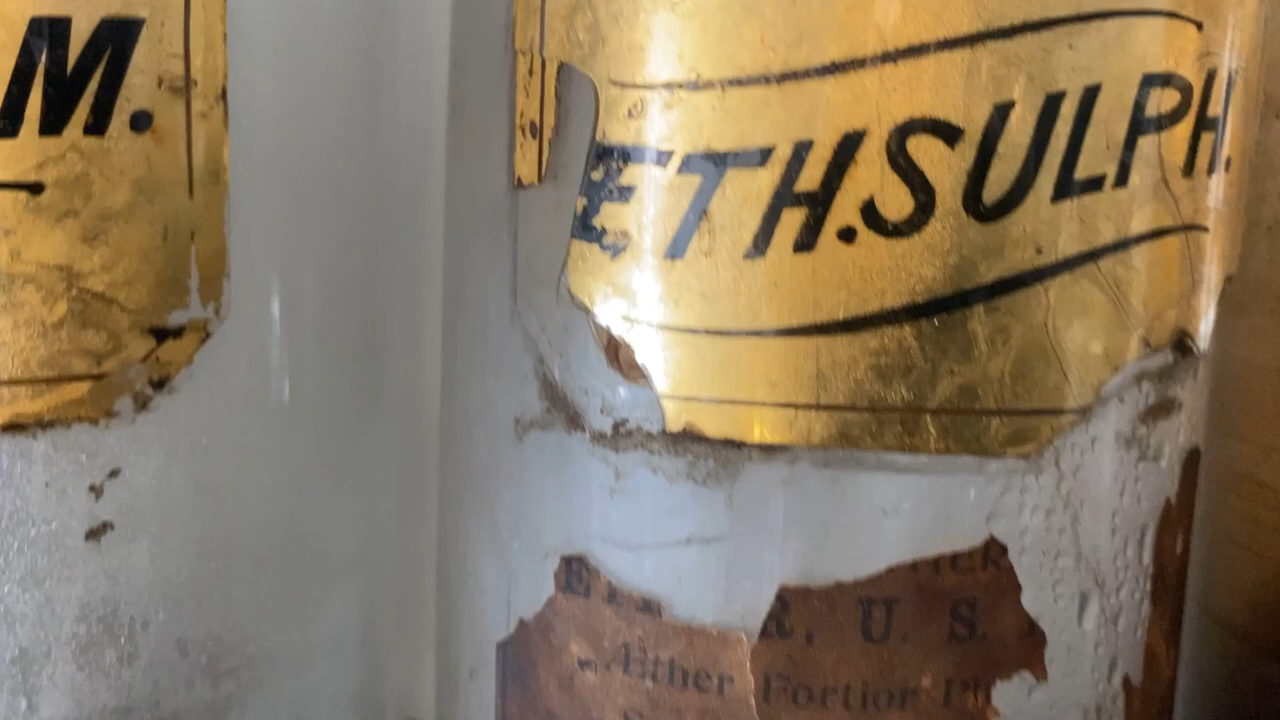 M.
ETH.SULPH.
R, U. S.
Æther Fortior